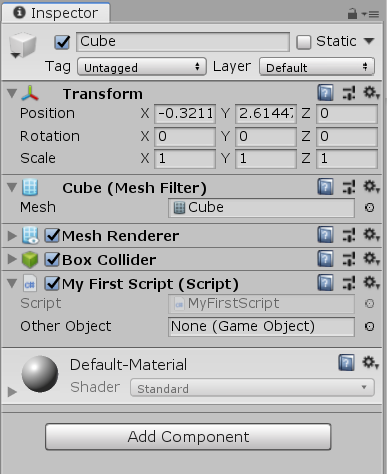 Inspector
Cube
Static
Tag Untagged Layer Default
Transform
Position X -0.3211 Y 2.6144 Z 0
Rotation X 0 Y 0 Z 0
Scale X 1 Y 1 Z 1
Cube (Mesh Filter)
Mesh Cube
Mesh Renderer
Box Collider
My First Script (Script)
Script MyFirstScript
Other Object None (Game Object)
Default-Material
Shader Standard
Add Component